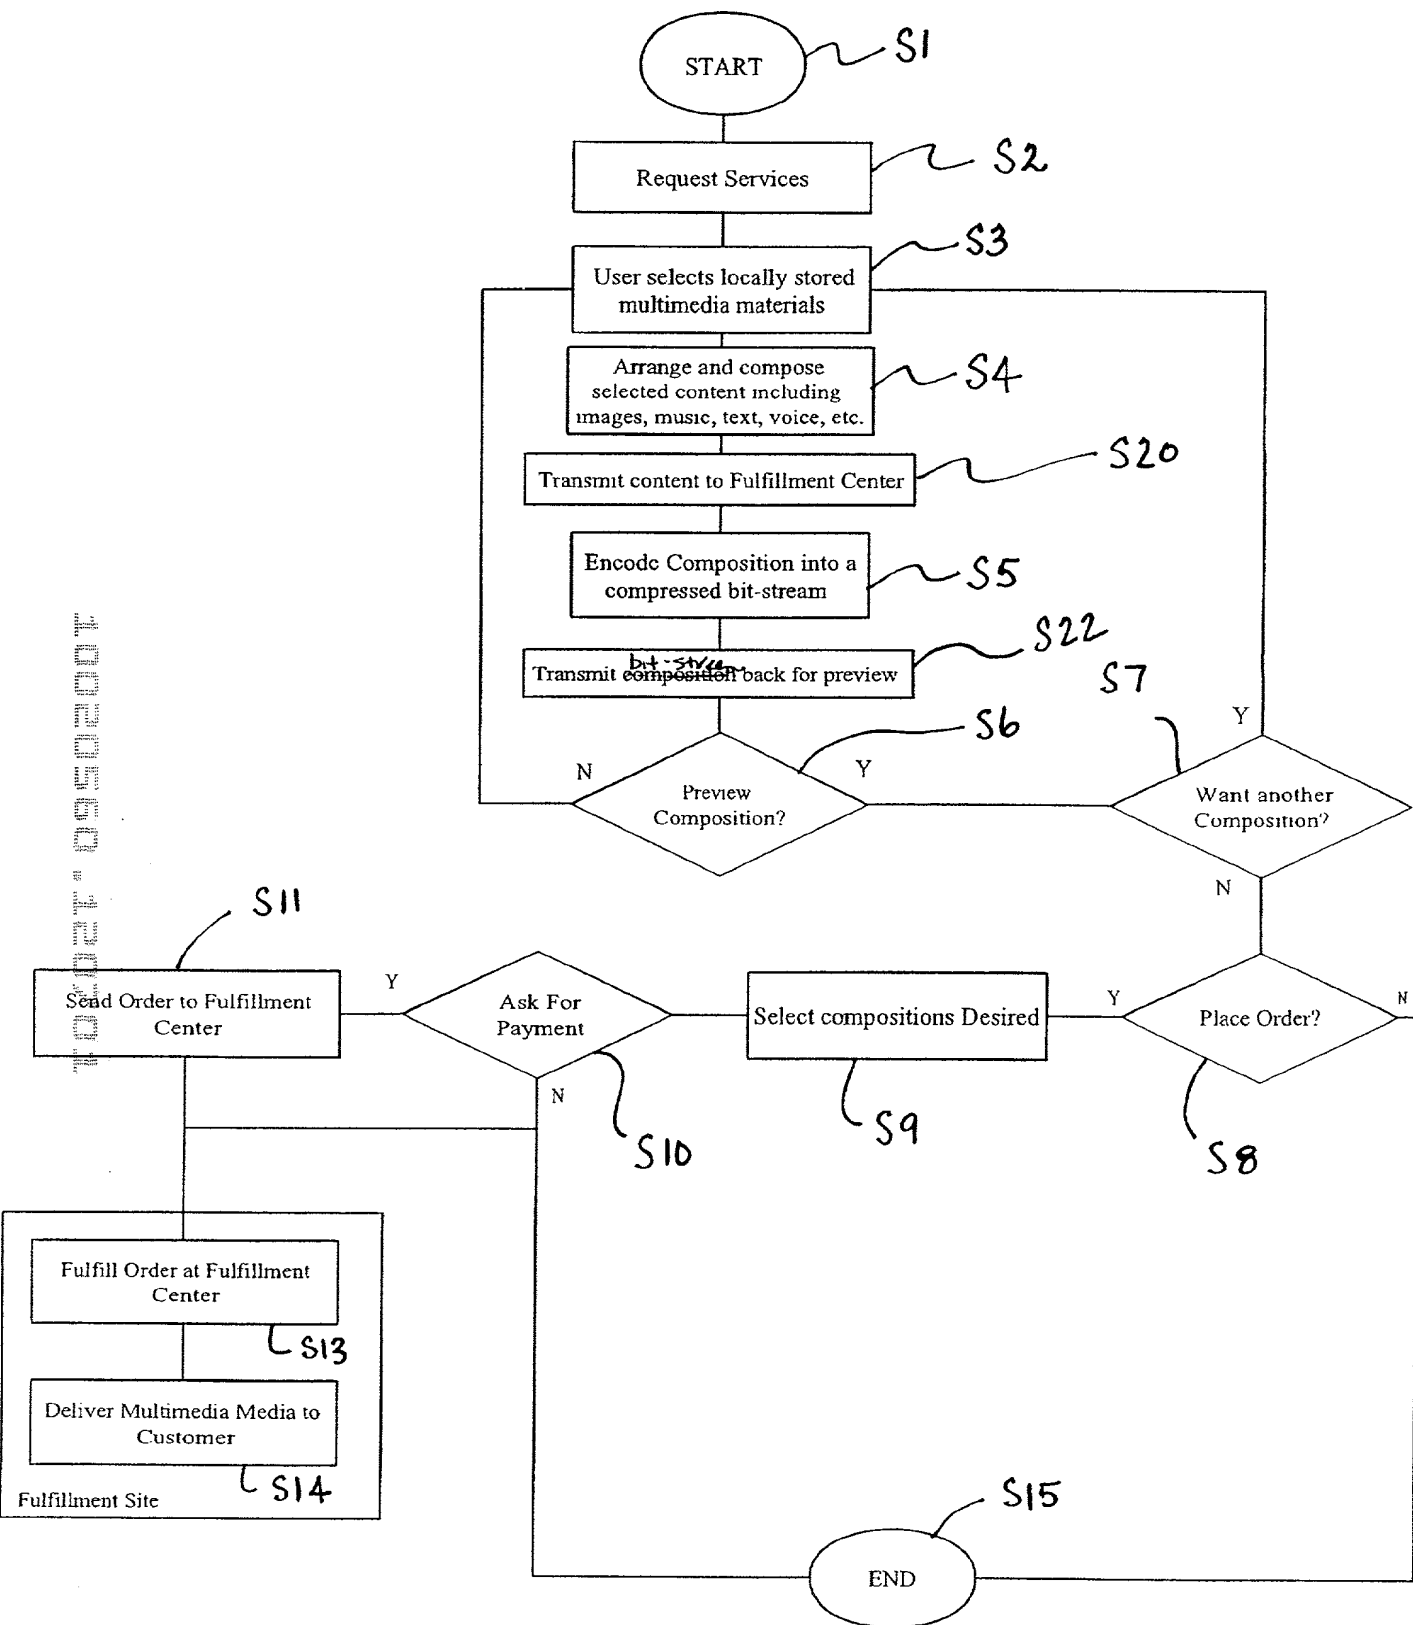 START
S1
Request Services
S2
User selects locally stored
multimedia materials
S3
Arrange and compose
selected content including
images, music, text, voice, etc.
S4
Transmit content to Fulfillment Center
S20
Encode Composition into a
compressed bit-stream
S5
bit-stream
Transmit composition back for preview
S22
Preview
Composition?
S6
N
Y
Want another
Composition?
S7
Y
N
Place Order?
S8
Y
N
Select compositions Desired
S9
Ask For
Payment
S10
Y
N
Send Order to Fulfillment
Center
S11
Fulfill Order at Fulfillment
Center
S13
Deliver Multimedia Media to
Customer
S14
Fulfillment Site
END
S15